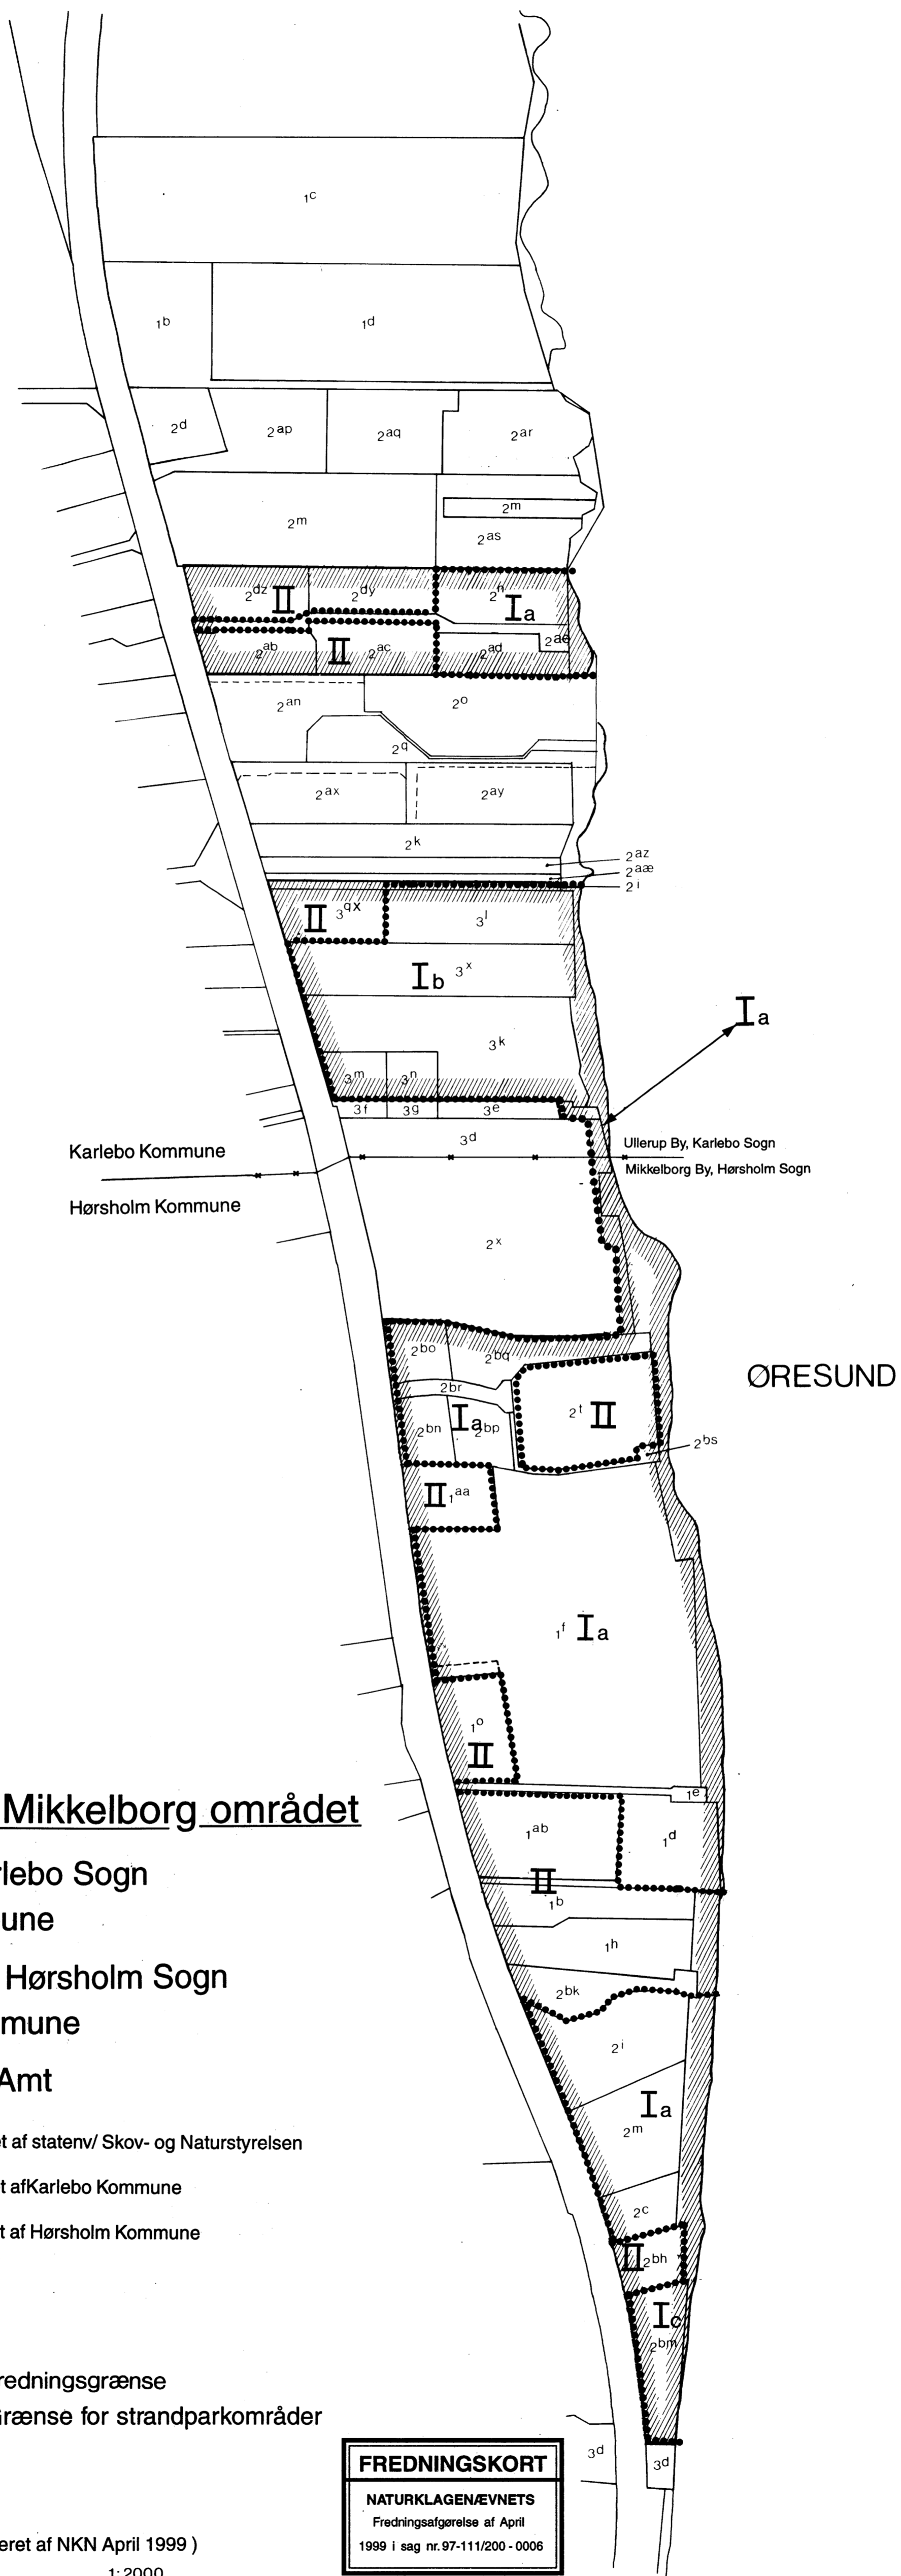 1c
1b
1d
2d
2ap
2aq
2ar
2m
2m
2as
2dz
II
2dy
2n
Ia
2ab
II
2ac
2ad
2ae
2an
2o
2q
2ax
2ay
2k
2az
2aæ
2i
II
3qx
3l
Ib
3x
Ia
3k
3m
3n
3f
3g
3e
3d
Karlebo Kommune
Ullerup By, Karlebo Sogn
Mikkelborg By, Hørsholm Sogn
Hørsholm Kommune
2x
2bo
2bq
ØRESUND
2br
Ia
2t
II
2bn
2bp
2bs
II
1aa
1f
Ia
1o
II
1e
Mikkelborg området
1ab
1d
rlebo Sogn
II
1b
une
1h
Hørsholm Sogn
2bk
mune
2i
Amt
Ia
2m
t af statenv/ Skov- og Naturstyrelsen
t afKarlebo Kommune
2c
t af Hørsholm Kommune
II
2bh
Ic
2bm
redningsgrænse
Grænse for strandparkområder
3d
3d
FREDNINGSKORT
NATURKLAGENÆVNETS
Fredningsafgørelse af April
1999 i sag nr. 97-111/200 - 0006
eret af NKN April 1999 )
1: 2000